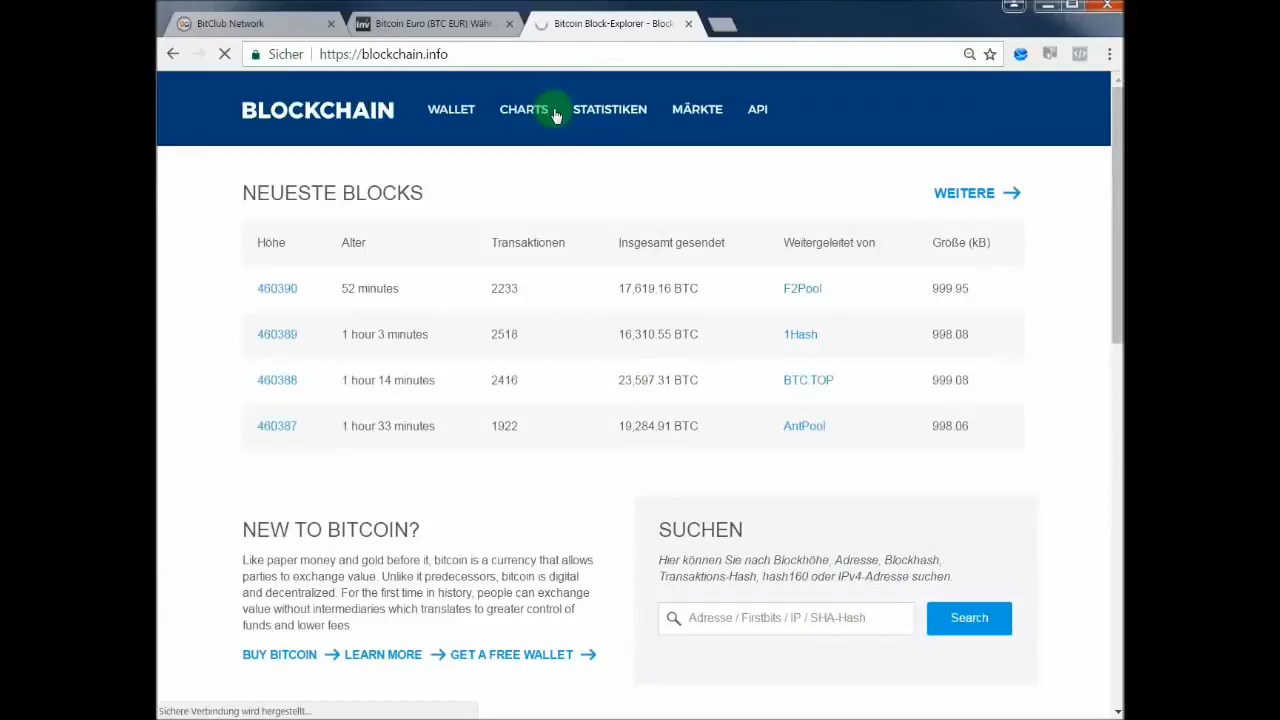 BitClub Network
Inv Bitcoin Euro (BTC EUR) Wäh
Bitcoin Block-Explorer - Block
Sicher https://blockchain.info
BLOCKCHAIN WALLET CHARTS STATISTIKEN MÄRKTE API
NEUESTE BLOCKS WEITERE
Höhe Alter Transaktionen Insgesamt gesendet Weitergeleitet von Größe (kB)
460390 52 minutes 2233 17,619.16 BTC F2Pool 999.95
460389 1 hour 3 minutes 2518 16,310.55 BTC 1Hash 998.08
460388 1 hour 14 minutes 2416 23,597.31 BTC BTC.TOP 999.08
460387 1 hour 33 minutes 1922 19,284.91 BTC AntPool 998.06
NEW TO BITCOIN?
Like paper money and gold before it, bitcoin is a currency that allows
parties to exchange value. Unlike it predecessors, bitcoin is digital
and decentralized. For the first time in history, people can exchange
value without intermediaries which translates to greater control of
funds and lower fees
BUY BITCOIN LEARN MORE GET A FREE WALLET
SUCHEN
Hier können Sie nach Blockhöhe, Adresse, Blockhash,
Transaktions-Hash, hash160 oder IPv4-Adresse suchen.
Adresse / Firstbits / IP / SHA-Hash Search
Sichere Verbindung wird hergestellt...